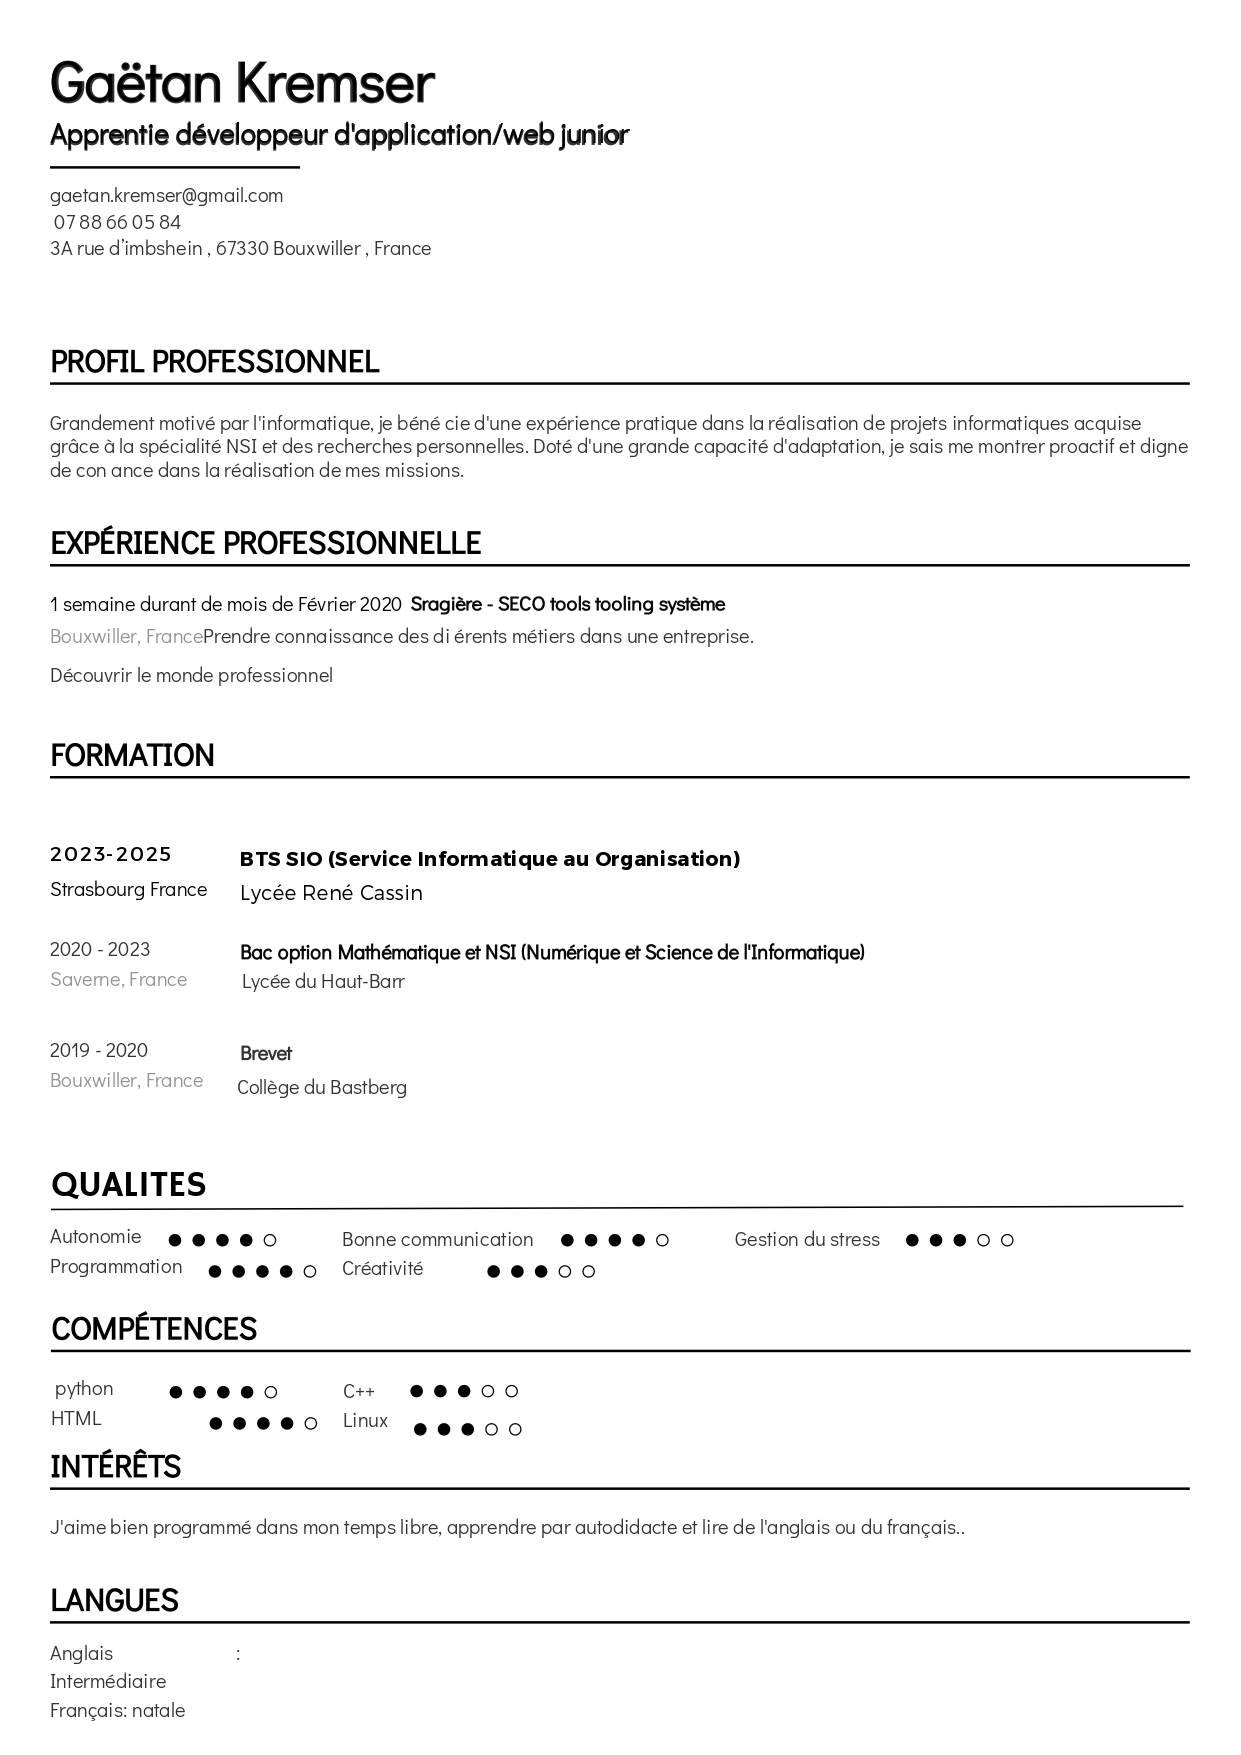 Gaëtan Kremser
Apprentie développeur d'application/web junior
gaetan.kremser@gmail.com
07 88 66 05 84
3A rue d’imbshein , 67330 Bouxwiller , France
PROFIL PROFESSIONNEL
Grandement motivé par l'informatique, je béné cie d'une expérience pratique dans la réalisation de projets informatiques acquise
grâce à la spécialité NSI et des recherches personnelles. Doté d'une grande capacité d'adaptation, je sais me montrer proactif et digne
de con ance dans la réalisation de mes missions.
EXPÉRIENCE PROFESSIONNELLE
1 semaine durant de mois de Février 2020 Sragière - SECO tools tooling système
Bouxwiller, FrancePrendre connaissance des di érents métiers dans une entreprise.
Découvrir le monde professionnel
FORMATION
2023-2025 BTS SIO (Service Informatique au Organisation)
Strasbourg France Lycée René Cassin
2020 - 2023 Bac option Mathématique et NSI (Numérique et Science de l'Informatique)
Saverne, France Lycée du Haut-Barr
2019 - 2020 Brevet
Bouxwiller, France Collège du Bastberg
QUALITES
Autonomie Bonne communication Gestion du stress
Programmation Créativité
COMPÉTENCES
python C++
HTML Linux
INTÉRÊTS
J'aime bien programmé dans mon temps libre, apprendre par autodidacte et lire de l'anglais ou du français..
LANGUES
Anglais :
Intermédiaire
Français: natale